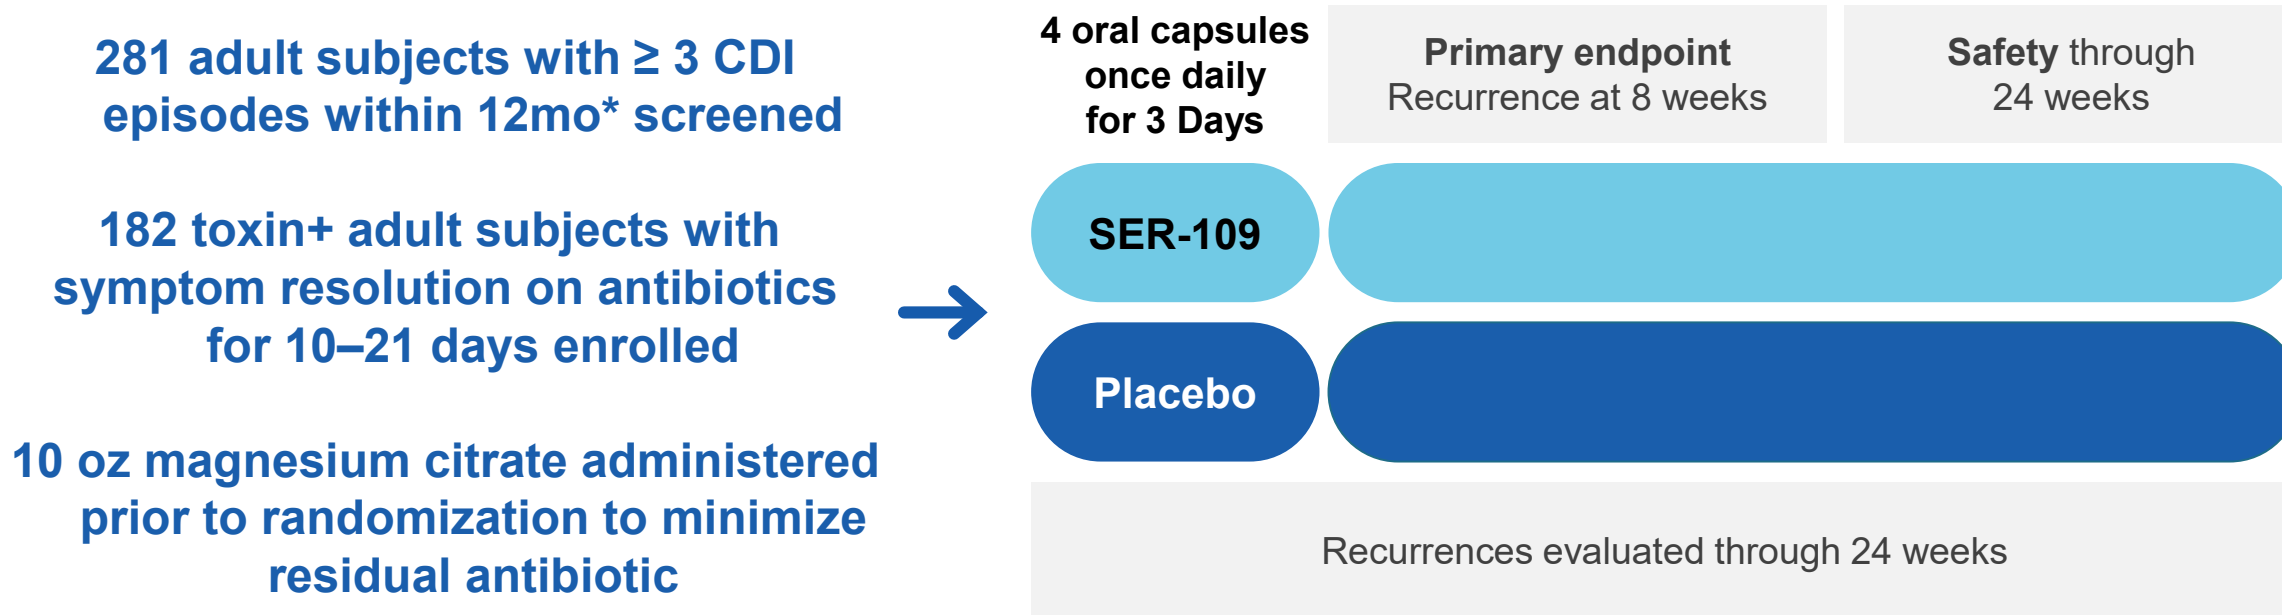 281 adult subjects with ≥ 3 CDI
episodes within 12mo* screened
182 toxin+ adult subjects with
symptom resolution on antibiotics
for 10–21 days enrolled
10 oz magnesium citrate administered
prior to randomization to minimize
residual antibiotic
4 oral capsules
once daily
for 3 Days
Primary endpoint
Recurrence at 8 weeks
Safety through
24 weeks
SER-109
Placebo
Recurrences evaluated through 24 weeks